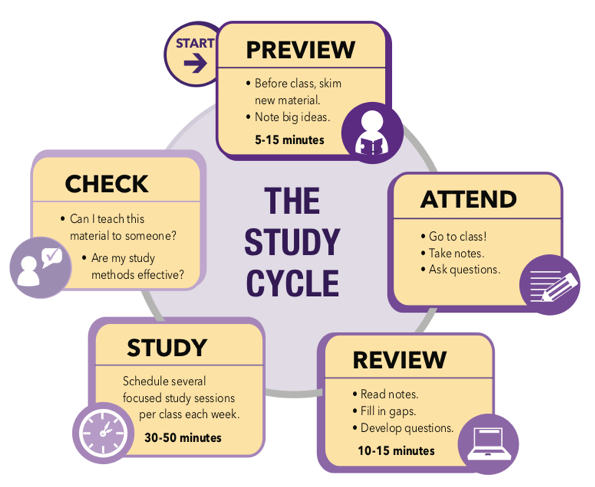 START
PREVIEW
• Before class, skim
new material.
• Note big ideas.
5-15 minutes
THE
STUDY
CYCLE
ATTEND
• Go to class!
• Take notes.
• Ask questions.
REVIEW
• Read notes.
• Fill in gaps.
• Develop questions.
10-15 minutes
STUDY
Schedule several
focused study sessions
per class each week.
30-50 minutes
CHECK
• Can I teach this
material to someone?
• Are my study
methods effective?